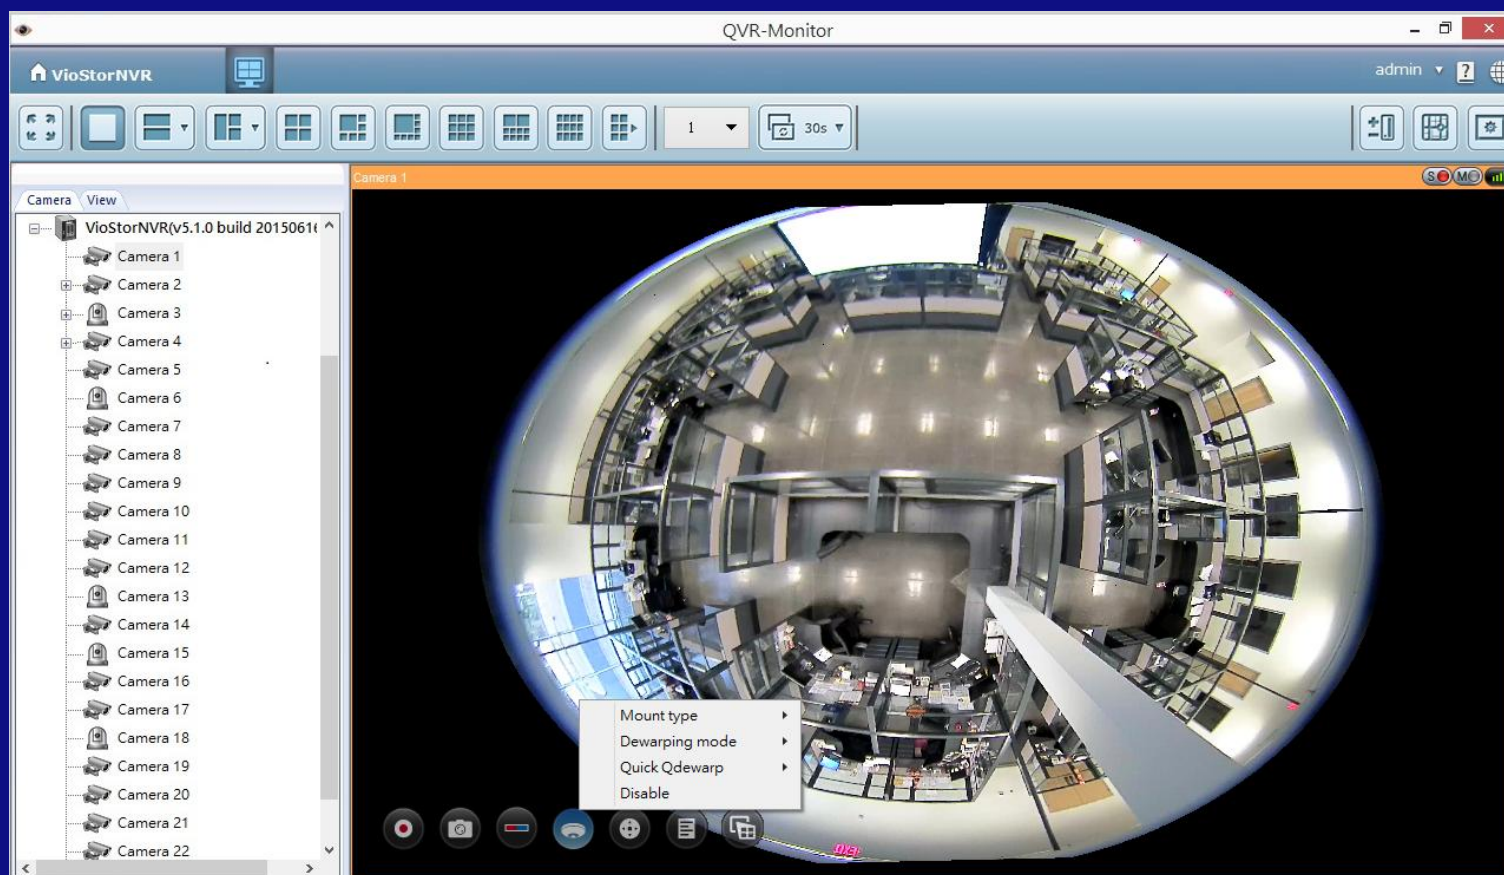 QVR-Monitor
VioStorNVR
admin
?
1
30s
Camera
View
Camera 1
S
M
VioStorNVR(v5.1.0 build 2015061
Camera 1
Camera 2
Camera 3
Camera 4
Camera 5
Camera 6
Camera 7
Camera 8
Camera 9
Camera 10
Camera 11
Camera 12
Camera 13
Camera 14
Camera 15
Camera 16
Camera 17
Camera 18
Camera 19
Camera 20
Camera 21
Camera 22
Mount type
Dewarping mode
Quick Qdewarp
Disable